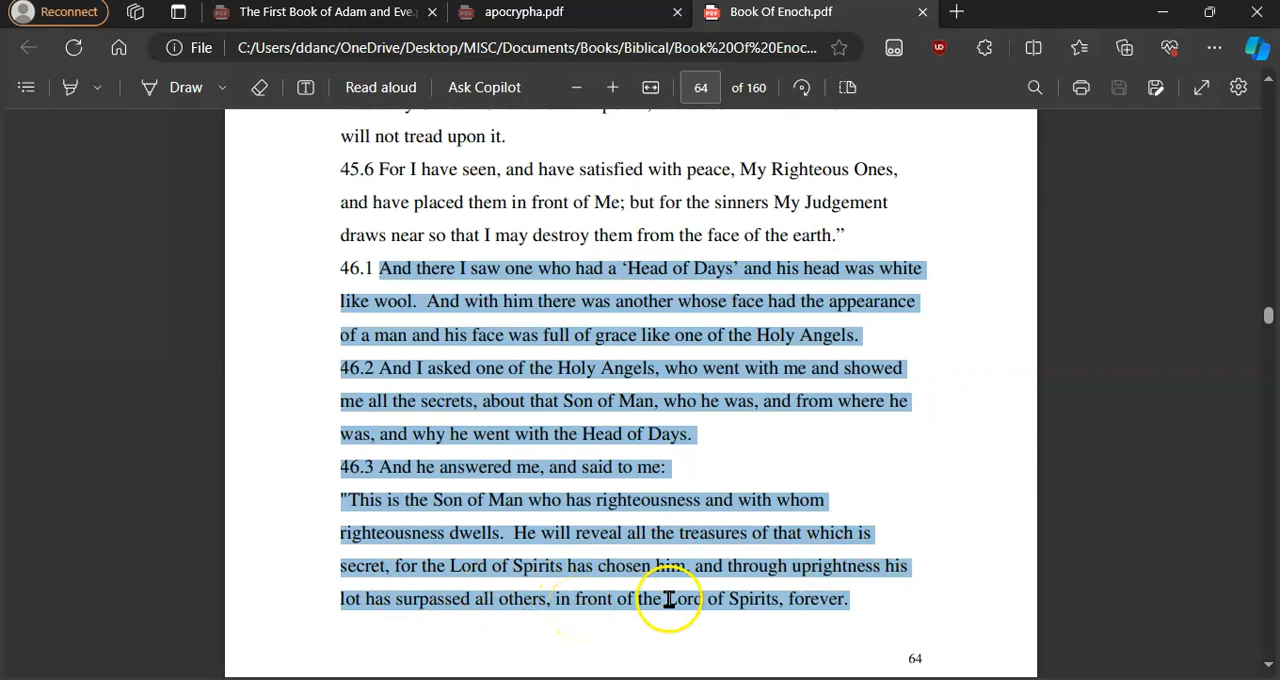 Reconnect
The First Book of Adam and Eve.
apocrypha.pdf
Book Of Enoch.pdf
File
C:/Users/ddanc/OneDrive/Desktop/MISC/Documents/Books/Biblical/Book%20Of%20Enoc...
Draw
Read aloud
Ask Copilot
64
of 160
will not tread upon it.
45.6 For I have seen, and have satisfied with peace, My Righteous Ones,
and have placed them in front of Me; but for the sinners My Judgement
draws near so that I may destroy them from the face of the earth.”
46.1 And there I saw one who had a ‘Head of Days’ and his head was white
like wool.  And with him there was another whose face had the appearance
of a man and his face was full of grace like one of the Holy Angels.
46.2 And I asked one of the Holy Angels, who went with me and showed
me all the secrets, about that Son of Man, who he was, and from where he
was, and why he went with the Head of Days.
46.3 And he answered me, and said to me:
"This is the Son of Man who has righteousness and with whom
righteousness dwells.  He will reveal all the treasures of that which is
secret, for the Lord of Spirits has chosen him, and through uprightness his
lot has surpassed all others, in front of the Lord of Spirits, forever.
64